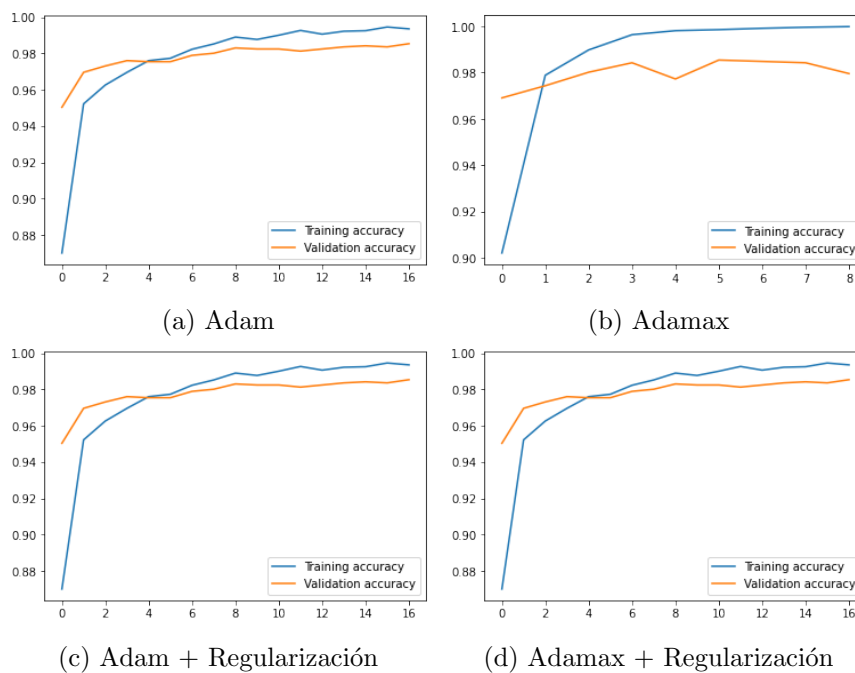 1.00
0.98
0.96
0.94
0.92
0.90
0.88
Training accuracy
Validation accuracy
0 2 4 6 8 10 12 14 16
(a) Adam
1.00
0.98
0.96
0.94
0.92
0.90
Training accuracy
Validation accuracy
0 1 2 3 4 5 6 7 8
(b) Adamax
1.00
0.98
0.96
0.94
0.92
0.90
0.88
Training accuracy
Validation accuracy
0 2 4 6 8 10 12 14 16
(c) Adam + Regularización
1.00
0.98
0.96
0.94
0.92
0.90
0.88
Training accuracy
Validation accuracy
0 2 4 6 8 10 12 14 16
(d) Adamax + Regularización